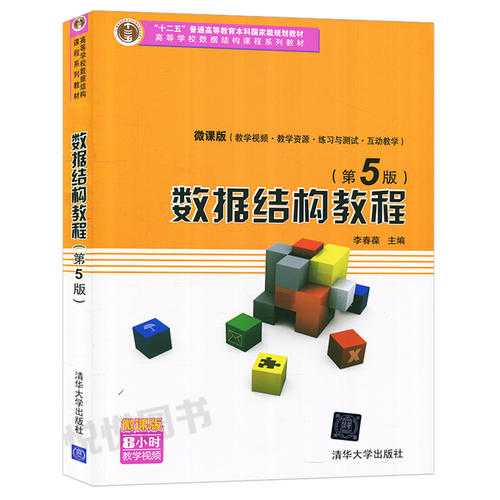 "十二五"普通高等教育本科国家级规划教材
高等学校数据结构课程系列教材
微课版（教学视频·教学资源·练习与测试·互动教学）
（第5版）
数据结构教程
李春葆 主编
微课版
8小时
教学视频
清华大学出版社
高等学校数据结构
课程系列教材
数据结构教程（第5版）
清华大学出版社
悦悦图书